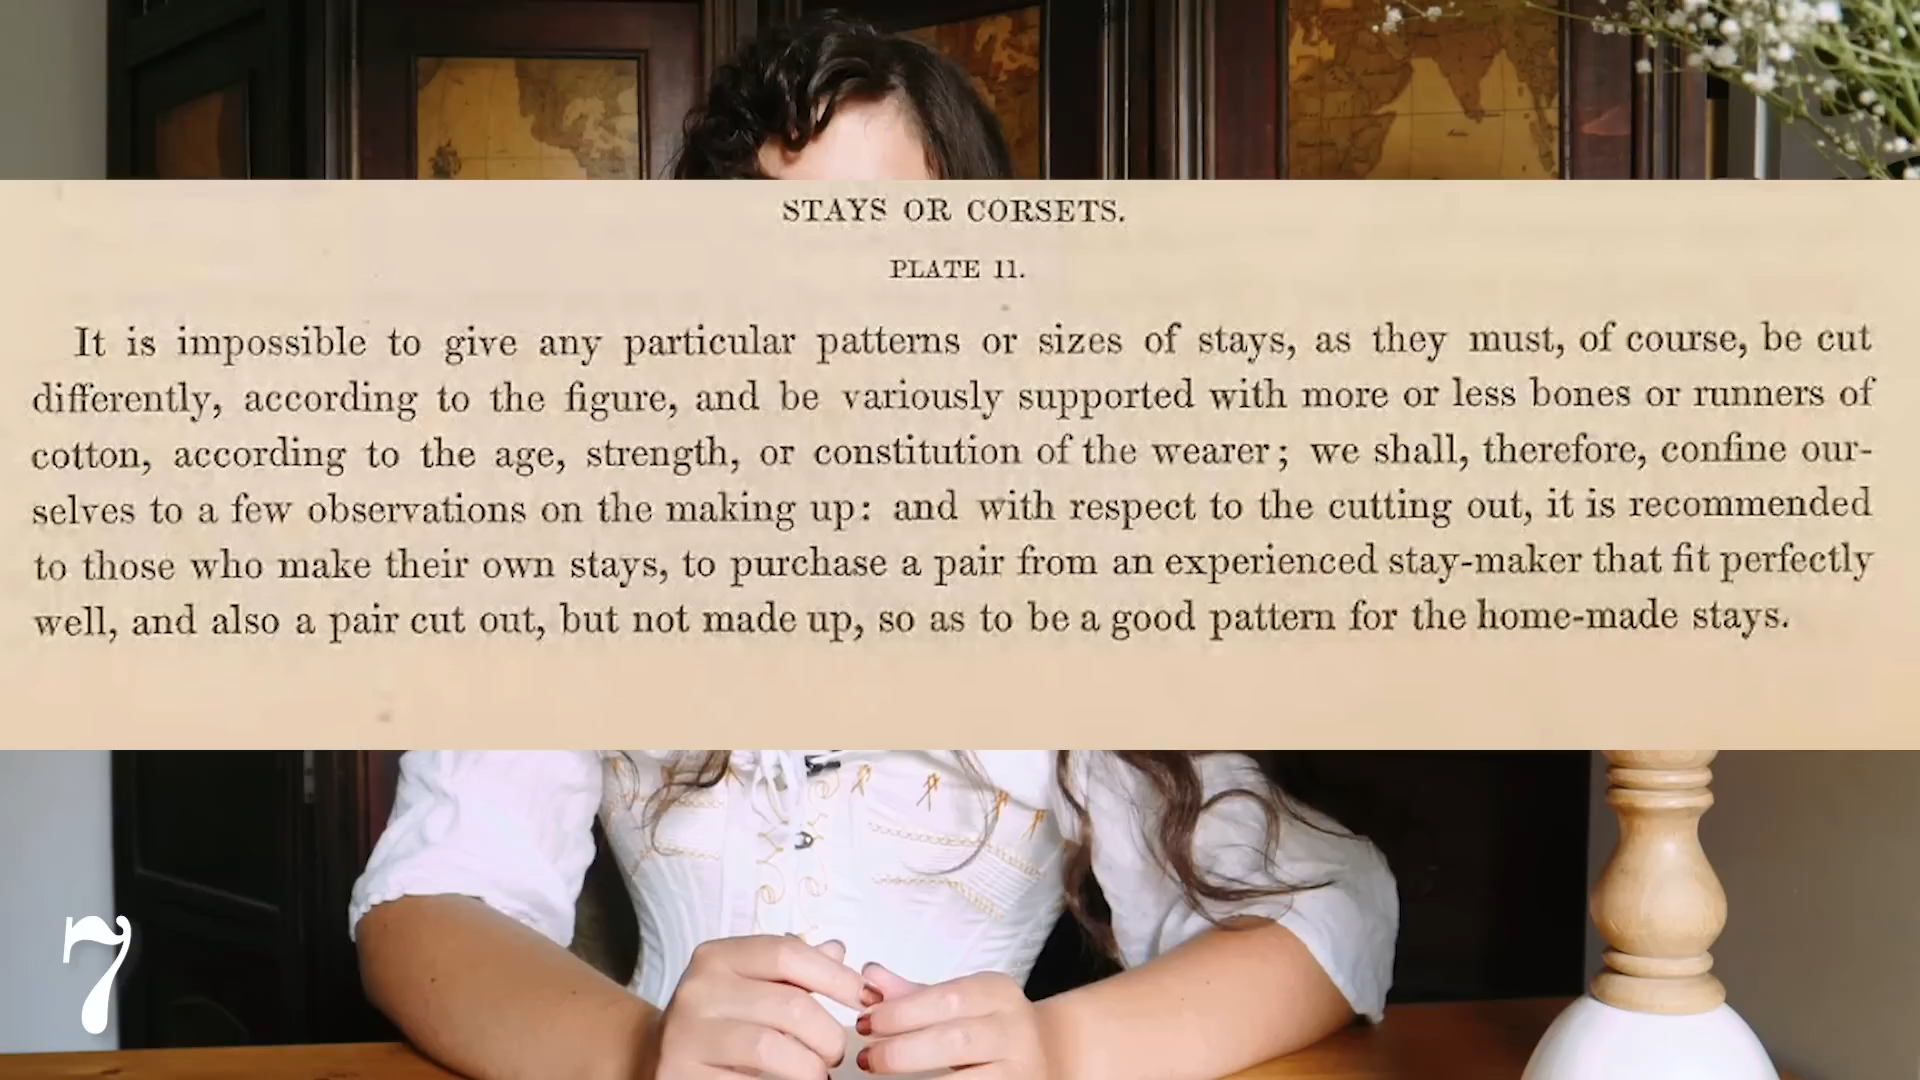 STAYS OR CORSETS.
PLATE 11.
It is impossible to give any particular patterns or sizes of stays, as they must, of course, be cut
differently, according to the figure, and be variously supported with more or less bones or runners of
cotton, according to the age, strength, or constitution of the wearer; we shall, therefore, confine our-
selves to a few observations on the making up: and with respect to the cutting out, it is recommended
to those who make their own stays, to purchase a pair from an experienced stay-maker that fit perfectly
well, and also a pair cut out, but not made up, so as to be a good pattern for the home-made stays.
7